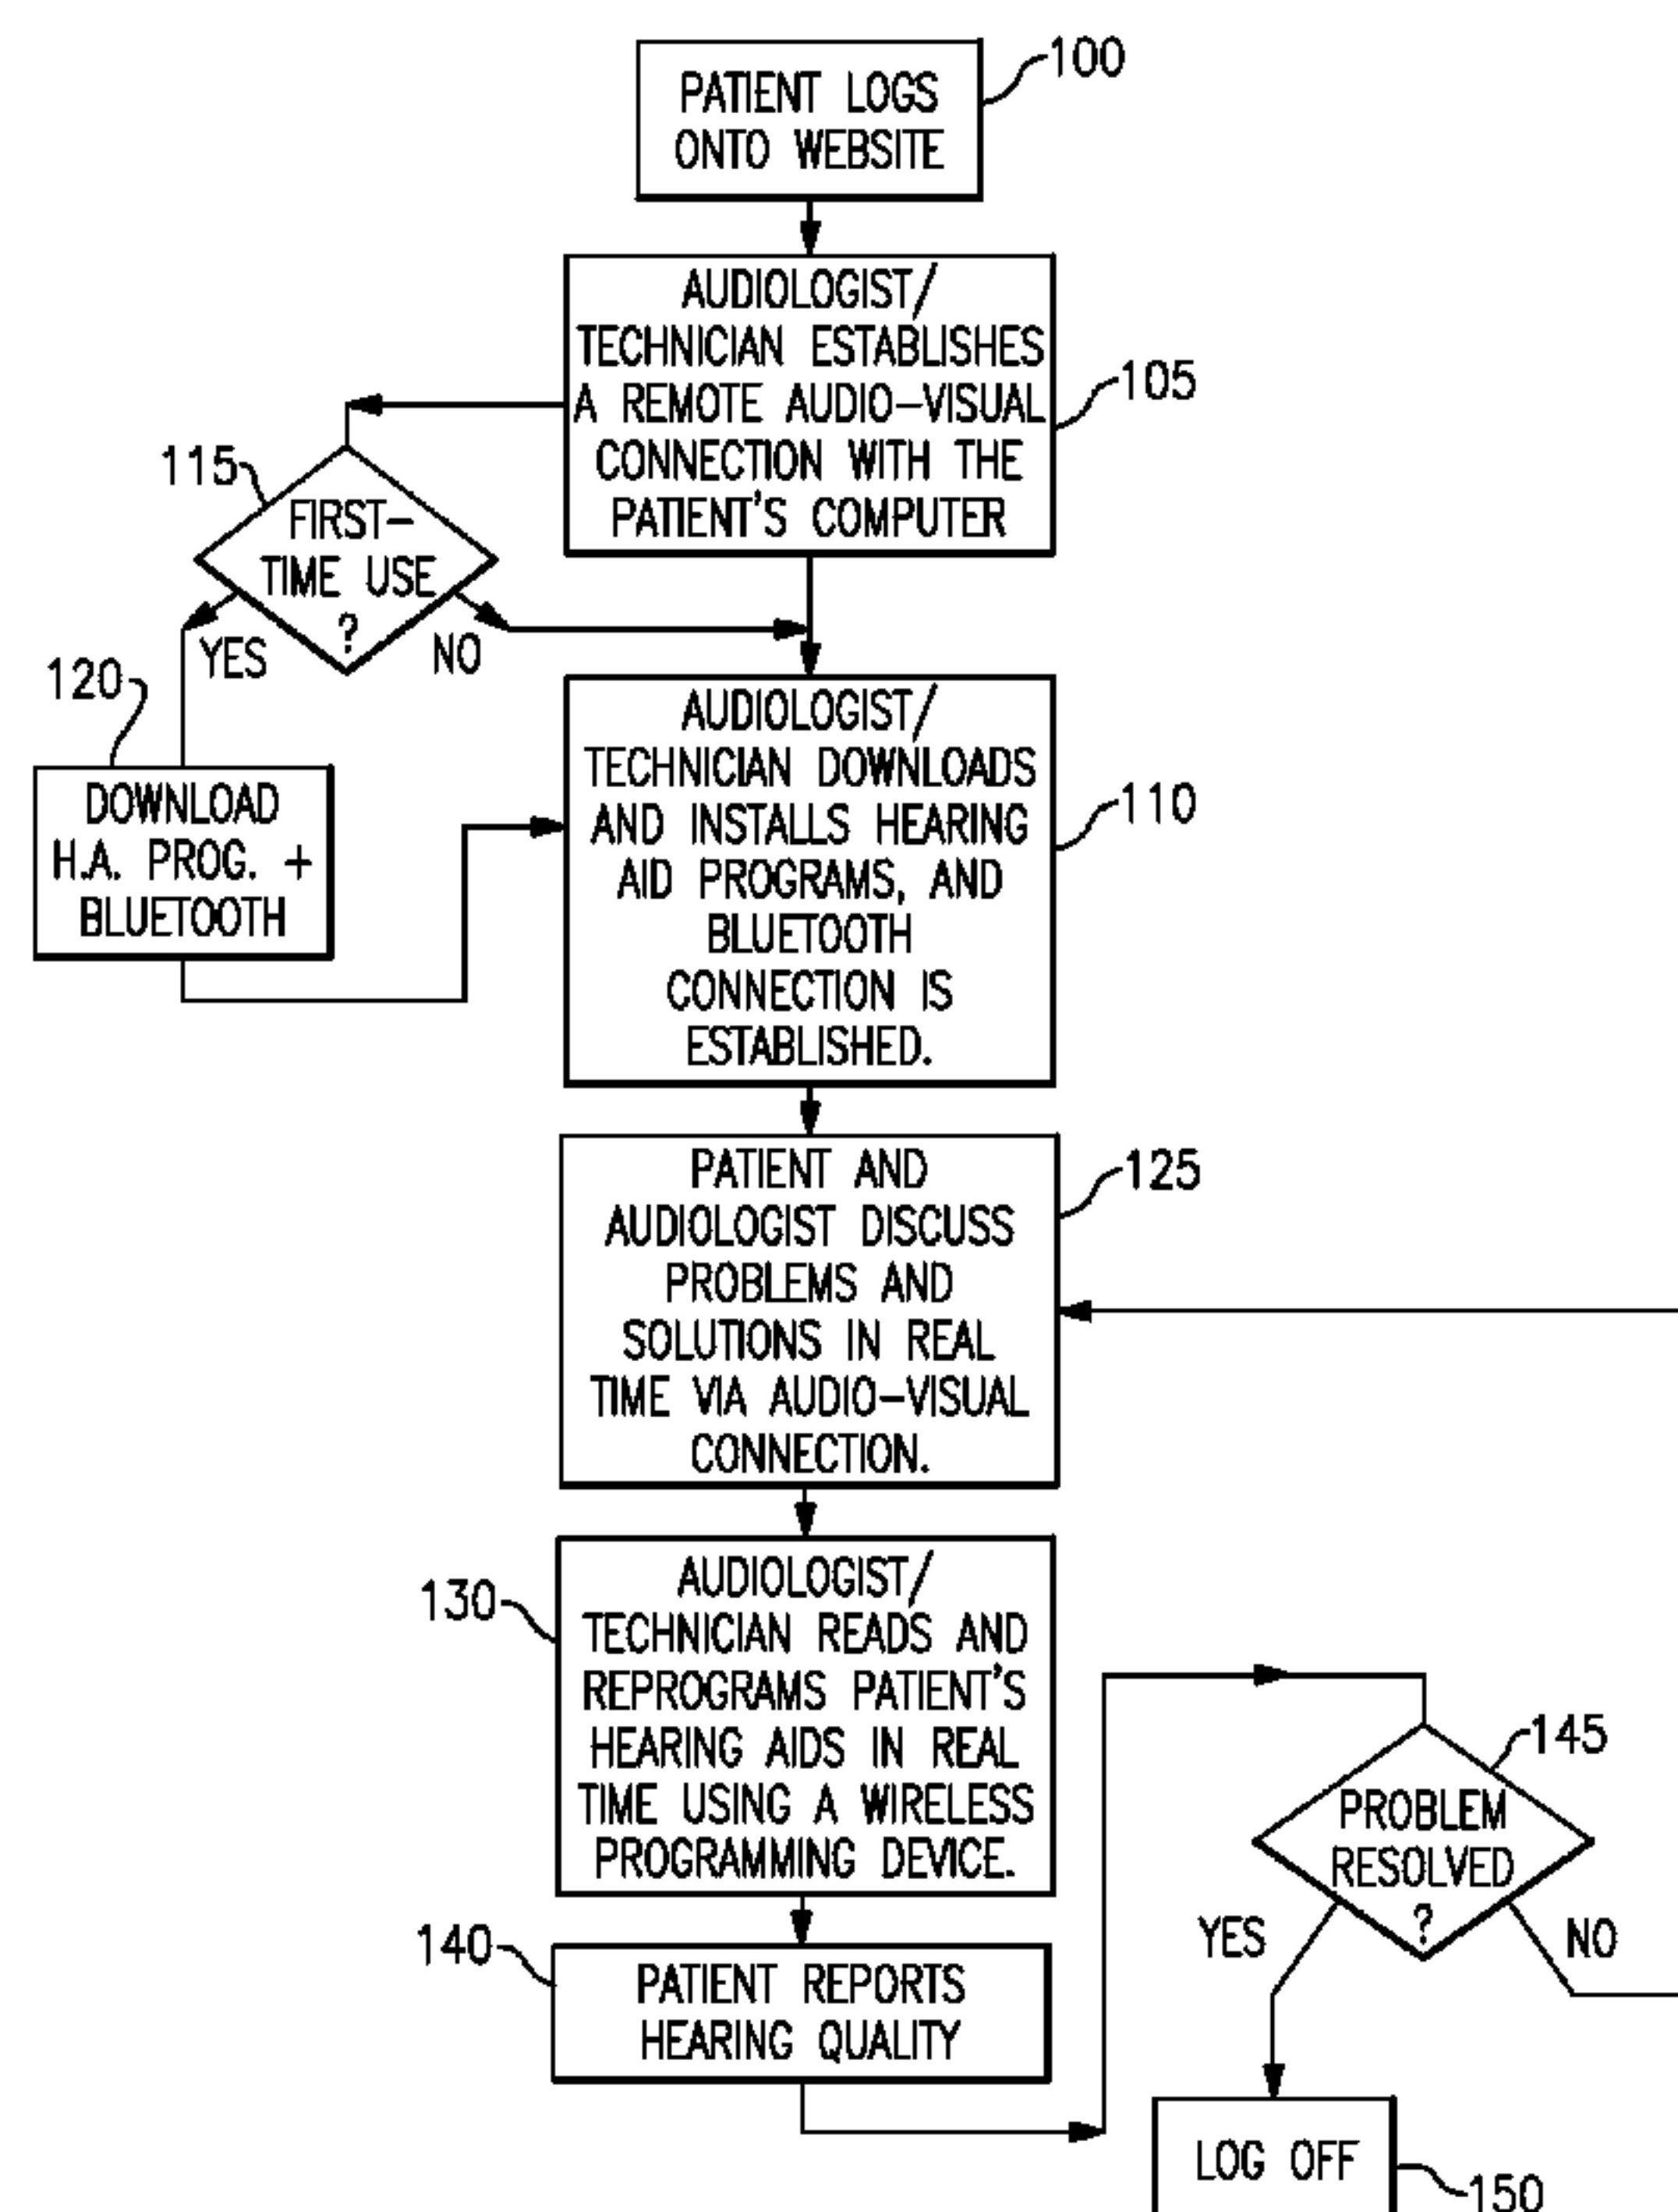 PATIENT LOGS
ONTO WEBSITE
100
AUDIOLOGIST/
TECHNICIAN ESTABLISHES
A REMOTE AUDIO-VISUAL
CONNECTION WITH THE
PATIENT'S COMPUTER
105
115
FIRST-
TIME USE
?
YES
NO
120
DOWNLOAD
H.A. PROG. +
BLUETOOTH
AUDIOLOGIST/
TECHNICIAN DOWNLOADS
AND INSTALLS HEARING
AID PROGRAMS, AND
BLUETOOTH
CONNECTION IS
ESTABLISHED.
110
PATIENT AND
AUDIOLOGIST DISCUSS
PROBLEMS AND
SOLUTIONS IN REAL
TIME VIA AUDIO-VISUAL
CONNECTION.
125
130
AUDIOLOGIST/
TECHNICIAN READS AND
REPROGRAMS PATIENT'S
HEARING AIDS IN REAL
TIME USING A WIRELESS
PROGRAMMING DEVICE.
140
PATIENT REPORTS
HEARING QUALITY
145
PROBLEM
RESOLVED
?
YES
NO
LOG OFF
150